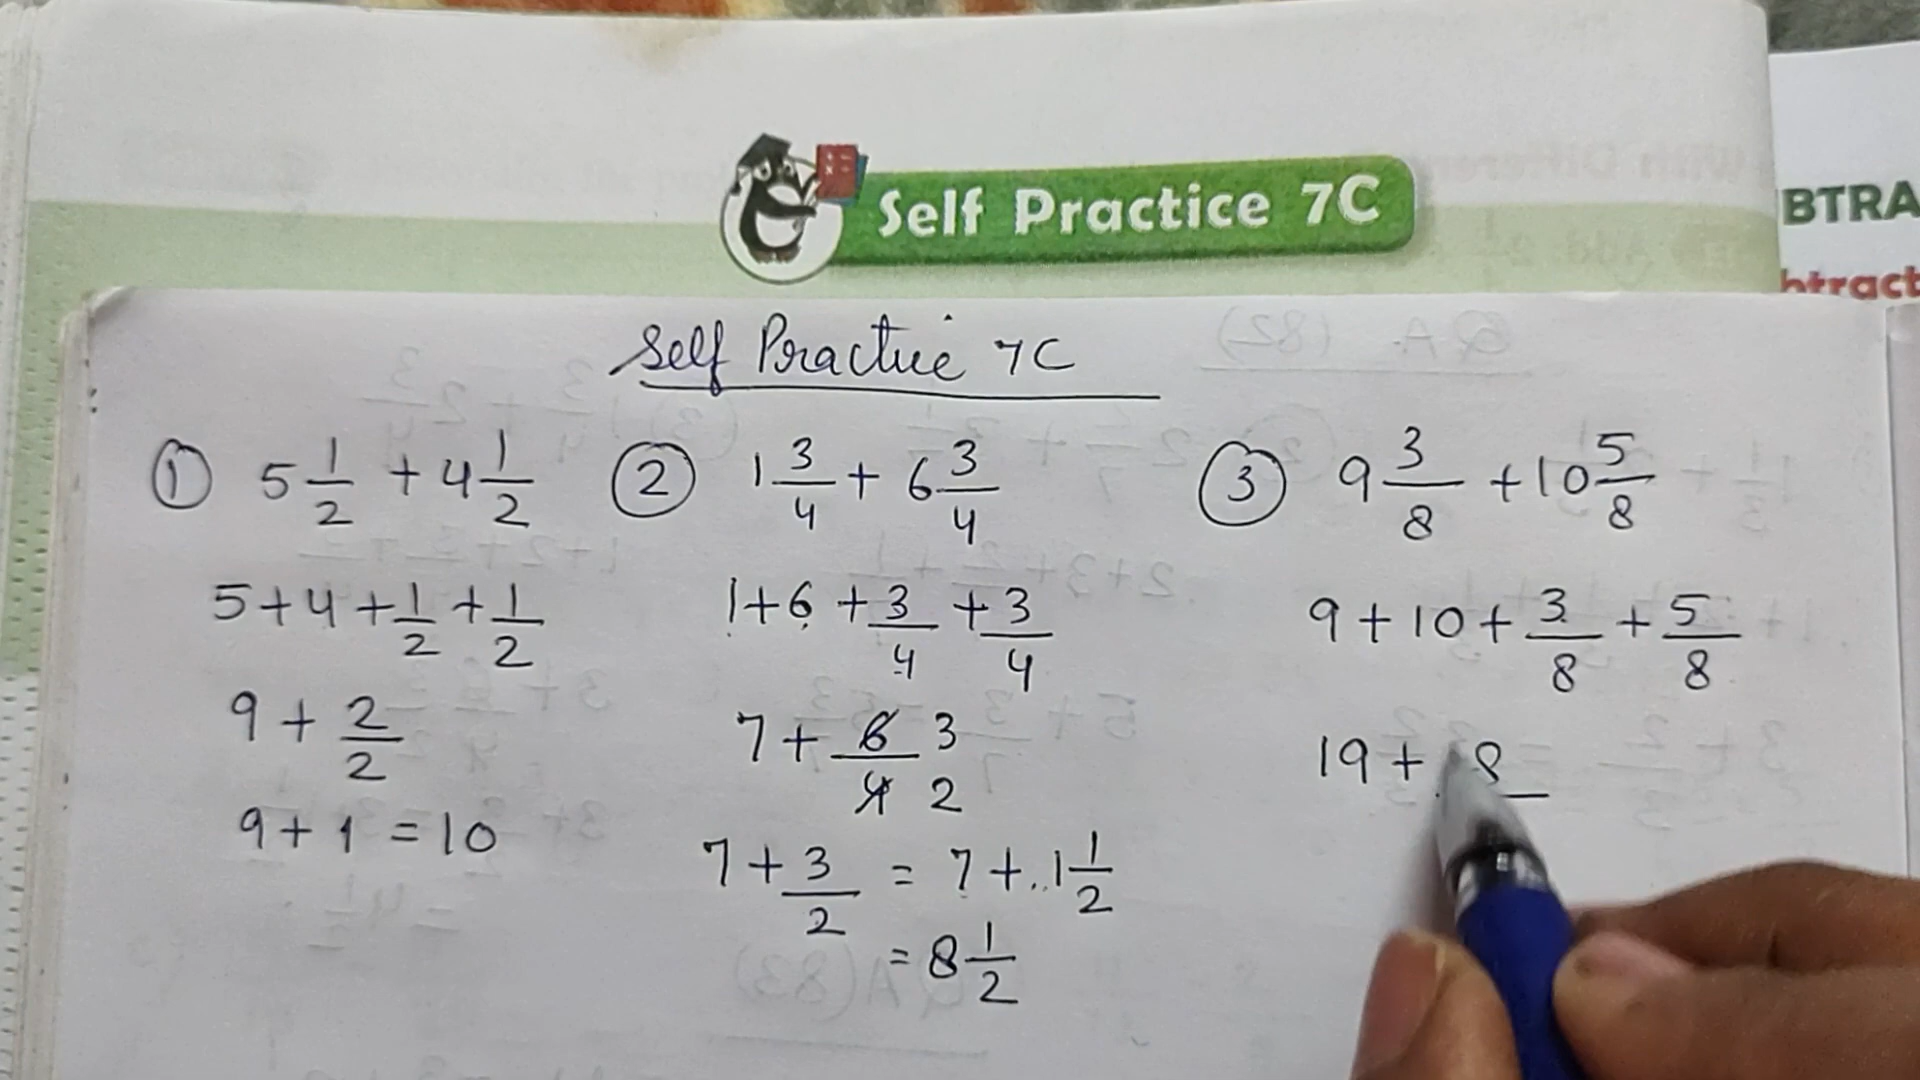 Self Practice 7C
BTRA
btract
Self Practice 7C
① 5 1/2 + 4 1/2
5+4+1/2+1/2
9+2/2
9+1=10
② 1 3/4 + 6 3/4
1+6+3/4+3/4
7+6/4 3/2
7+3/2 = 7+1 1/2
= 8 1/2
③ 9 3/8 + 10 5/8
9+10+3/8+5/8
19+8